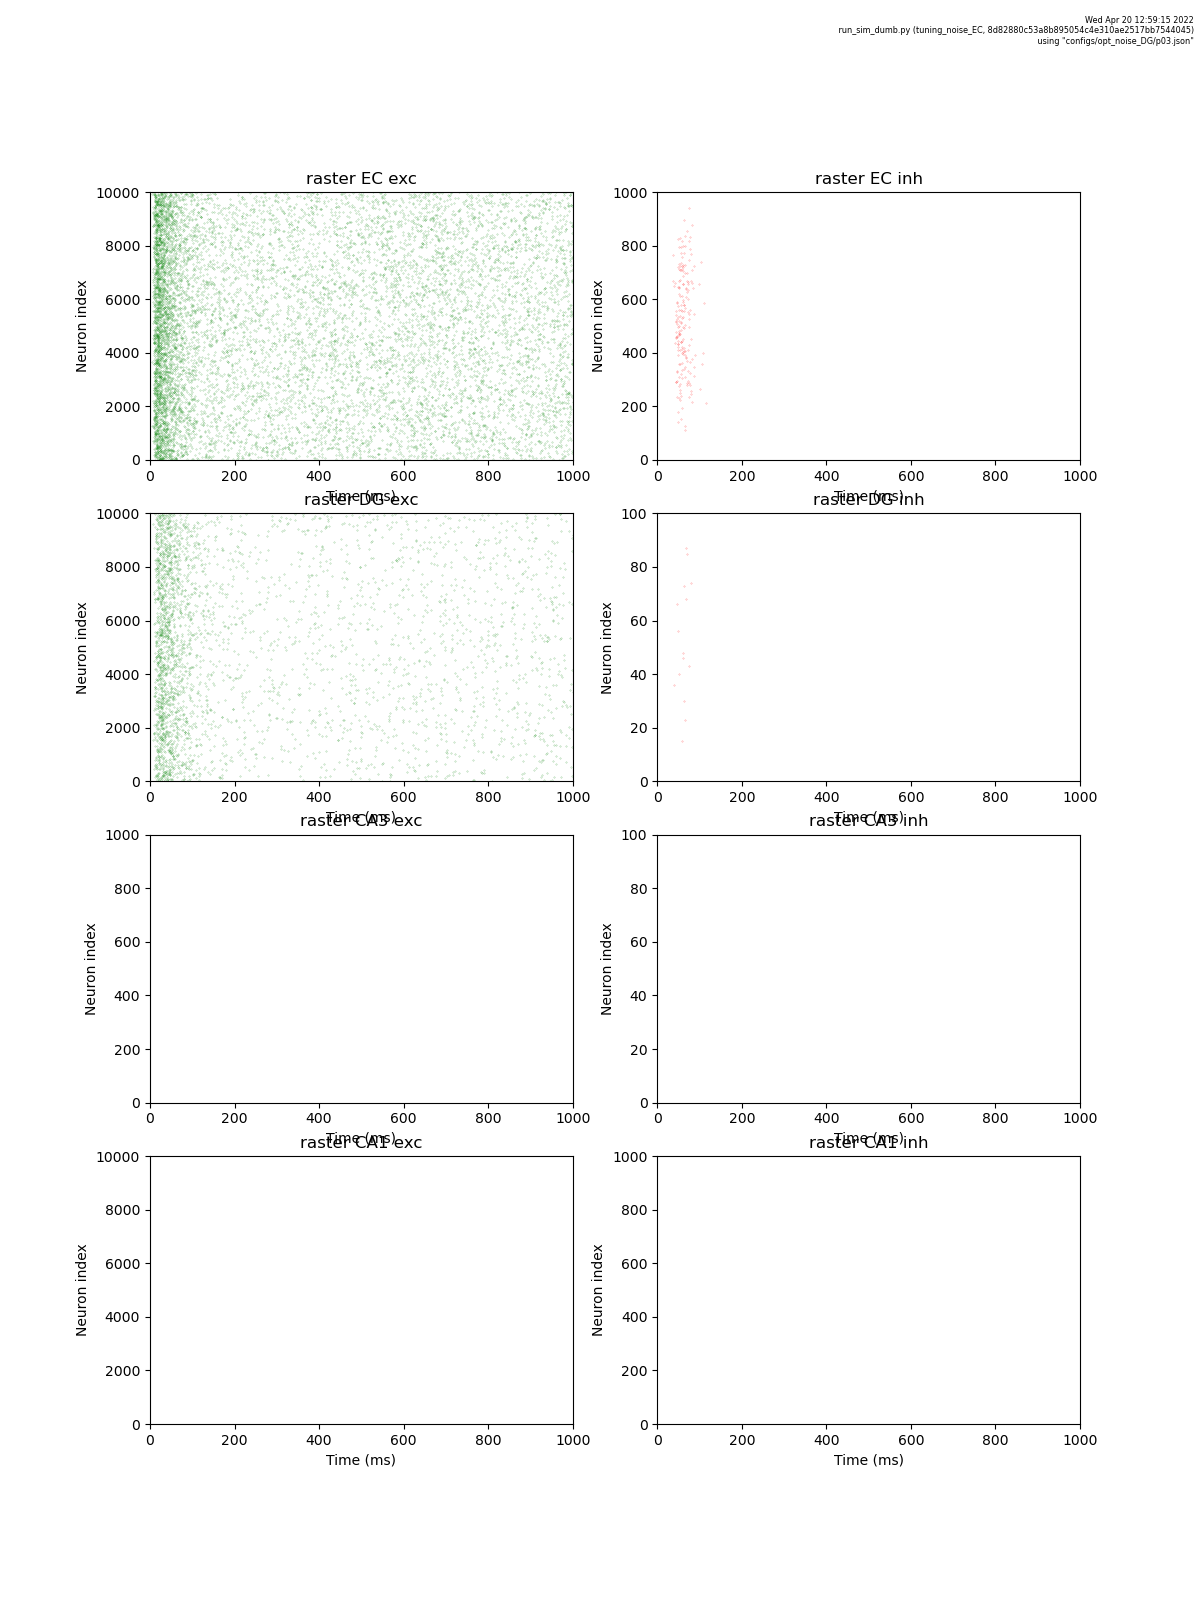 Wed Apr 20 12:59:15 2022
run_sim_dumb.py (tuning_noise_EC, 8d82880c53a8b895054c4e310ae2517bb7544045)
using "configs/opt_noise_DG/p03.json"
raster EC exc
10000
8000
6000
4000
2000
0
Neuron index
0 200 400 600 800 1000
Time (ms)
raster EC inh
1000
800
600
400
200
0
Neuron index
0 200 400 600 800 1000
Time (ms)
raster DG exc
10000
8000
6000
4000
2000
0
Neuron index
0 200 400 600 800 1000
Time (ms)
raster DG inh
100
80
60
40
20
0
Neuron index
0 200 400 600 800 1000
Time (ms)
raster CA3 exc
1000
800
600
400
200
0
Neuron index
0 200 400 600 800 1000
Time (ms)
raster CA3 inh
100
80
60
40
20
0
Neuron index
0 200 400 600 800 1000
Time (ms)
raster CA1 exc
10000
8000
6000
4000
2000
0
Neuron index
0 200 400 600 800 1000
Time (ms)
raster CA1 inh
1000
800
600
400
200
0
Neuron index
0 200 400 600 800 1000
Time (ms)